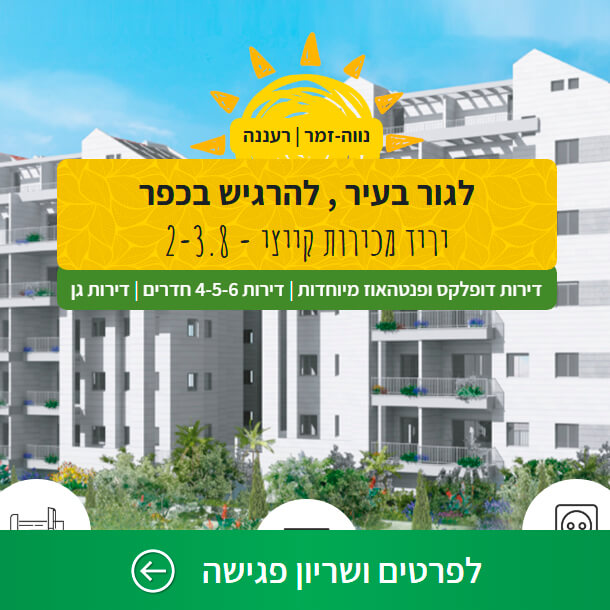 נווה-זמר | רעננה
לגור בעיר , להרגיש בכפר
יריד מכירות קייצי - 2-3.8
דירות דופלקס ופנטהאוז מיוחדות | דירות 4-5-6 חדרים | דירות גן
לפרטים ושריון פגישה